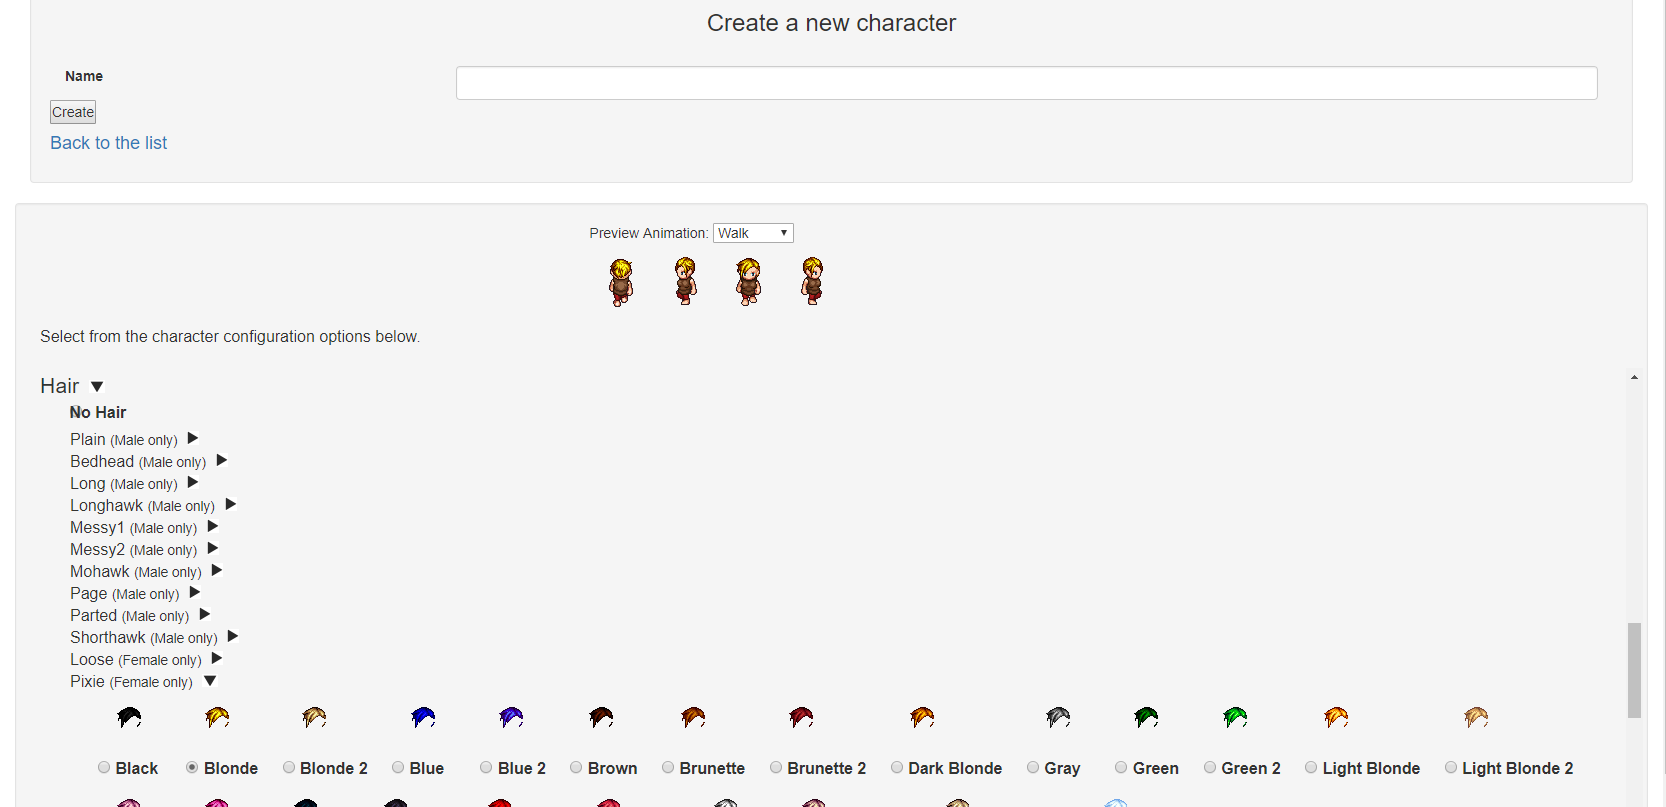 Create a new character
Name
Create
Back to the list
Preview Animation: Walk
Select from the character configuration options below.
Hair
No Hair
Plain (Male only)
Bedhead (Male only)
Long (Male only)
Longhawk (Male only)
Messy1 (Male only)
Messy2 (Male only)
Mohawk (Male only)
Page (Male only)
Parted (Male only)
Shorthawk (Male only)
Loose (Female only)
Pixie (Female only)
Black Blonde Blonde 2 Blue Blue 2 Brown Brunette Brunette 2 Dark Blonde Gray Green Green 2 Light Blonde Light Blonde 2